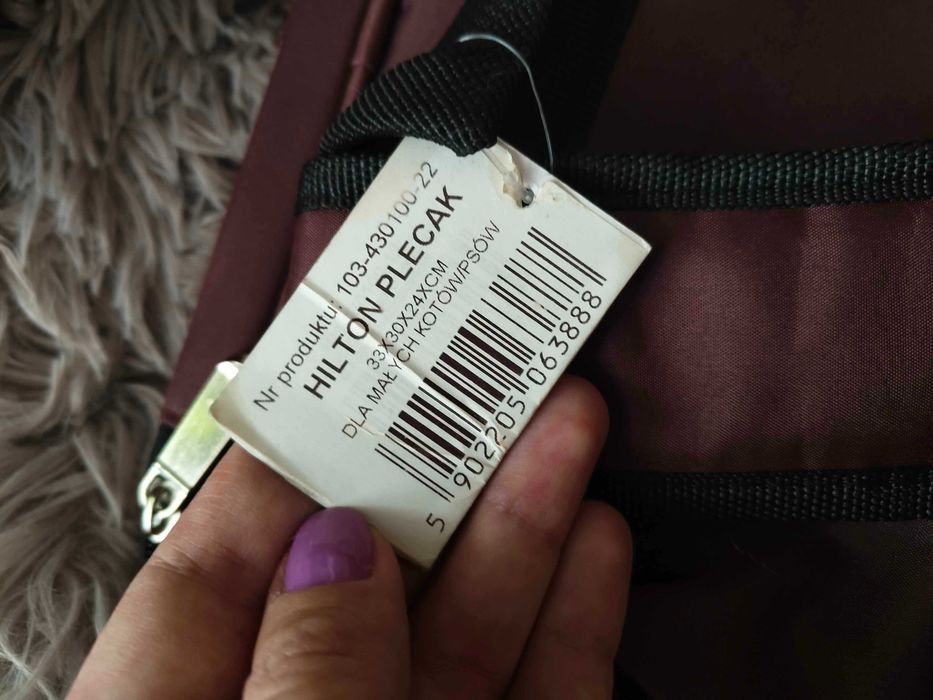 Nr produktu: 103-430100-22
HILTON PLECAK
33X30X24XCM
DLA MAŁYCH KOTÓW/PSÓW
5 902205 063888